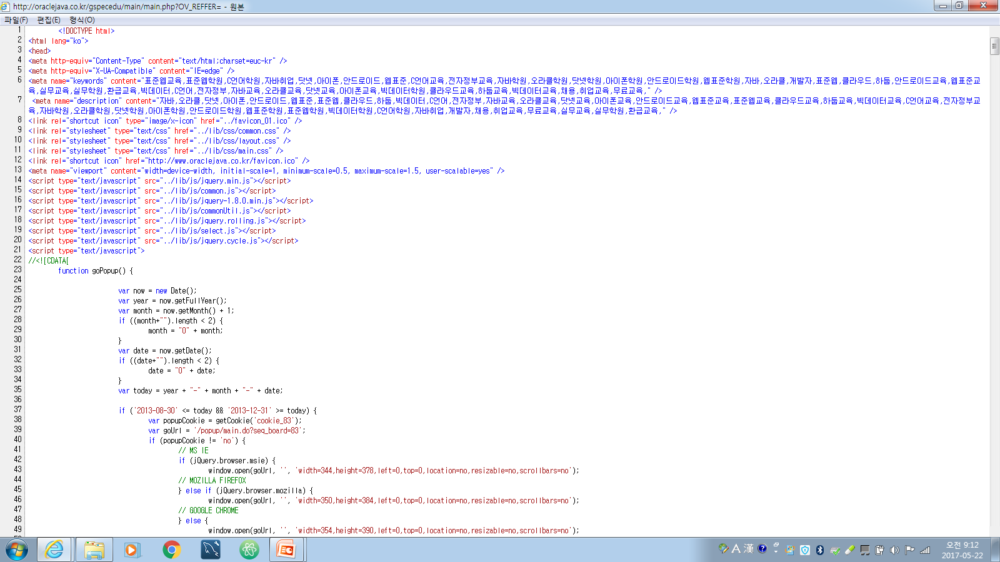 http://oraclejava.co.kr/gspecedu/main/main.php?OV_REFFER= - 원본
파일(F) 편집(E) 형식(O)
1 <!DOCTYPE html>
2 <html lang="ko">
3 <head>
4 <meta http-equiv="Content-Type" content="text/html;charset=euc-kr" />
5 <meta http-equiv="X-UA-Compatible" content="IE=edge" />
6 <meta name="keywords" content="표준웹교육,표준웹학원,C언어학원,자바취업,닷넷,아이폰,안드로이드,웹표준,C언어교육,전자정부교육,자바학원,오라클학원,닷넷학원,아이폰학원,안드로이드학원,웹표준학원,자바,오라클,개발자,표준웹,클라우드,하둡,안드로이드교육,웹표준교
육,실무교육,실무학원,환급교육,빅데이터,C언어,전자정부,자바교육,오라클교육,닷넷교육,아이폰교육,빅데이터학원,클라우드교육,하둡교육,빅데이터교육,채용,취업교육,무료교육," />
7 <meta name="description" content="자바,오라클,닷넷,아이폰,안드로이드,웹표준,표준웹,클라우드,하둡,빅데이터,C언어,전자정부,자바교육,오라클교육,닷넷교육,아이폰교육,안드로이드교육,웹표준교육,표준웹교육,클라우드교육,하둡교육,빅데이터교육,C언어교육,전자정부교
육,자바학원,오라클학원,닷넷학원,아이폰학원,안드로이드학원,웹표준학원,표준웹학원,빅데이터학원,C언어학원,자바취업,개발자,채용,취업교육,무료교육,실무교육,실무학원,환급교육," />
8 <link rel="shortcut icon" type="image/x-icon" href="../favicon_01.ico" />
9 <link rel="stylesheet" type="text/css" href="../lib/css/common.css" />
10 <link rel="stylesheet" type="text/css" href="../lib/css/layout.css" />
11 <link rel="stylesheet" type="text/css" href="../lib/css/main.css" />
12 <link rel="shortcut icon" href="http://www.oraclejava.co.kr/favicon.ico" />
13 <meta name="viewport" content="width=device-width, initial-scale=1, minimum-scale=0.5, maximum-scale=1.5, user-scalable=yes" />
14 <script type="text/javascript" src="../lib/js/jquery.min.js"></script>
15 <script type="text/javascript" src="../lib/js/common.js"></script>
16 <script type="text/javascript" src="../lib/js/jquery-1.8.0.min.js"></script>
17 <script type="text/javascript" src="../lib/js/commonUtil.js"></script>
18 <script type="text/javascript" src="../lib/js/jquery.rolling.js"></script>
19 <script type="text/javascript" src="../lib/js/select.js"></script>
20 <script type="text/javascript" src="../lib/js/jquery.cycle.js"></script>
21 <script type="text/javascript">
22 //<![CDATA[
23 function goPopup() {
24
25 var now = new Date();
26 var year = now.getFullYear();
27 var month = now.getMonth() + 1;
28 if ((month+"").length < 2) {
29 month = "0" + month;
30 }
31 var date = now.getDate();
32 if ((date+"").length < 2) {
33 date = "0" + date;
34 }
35 var today = year + "-" + month + "-" + date;
36
37 if ('2013-08-30' <= today && '2013-12-31' >= today) {
38 var popupCookie = getCookie('cookie_83');
39 var goUrl = '/popup/main.do?seq_board=83';
40 if (popupCookie != 'no') {
41 // MS IE
42 if (jQuery.browser.msie) {
43 window.open(goUrl, '', 'width=344,height=378,left=0,top=0,location=no,resizable=no,scrollbars=no');
44 // MOZILLA FIREFOX
45 } else if (jQuery.browser.mozilla) {
46 window.open(goUrl, '', 'width=350,height=384,left=0,top=0,location=no,resizable=no,scrollbars=no');
47 // GOOGLE CHROME
48 } else {
49 window.open(goUrl, '', 'width=354,height=390,left=0,top=0,location=no,resizable=no,scrollbars=no');
A 漢
오전 9:12
2017-05-22